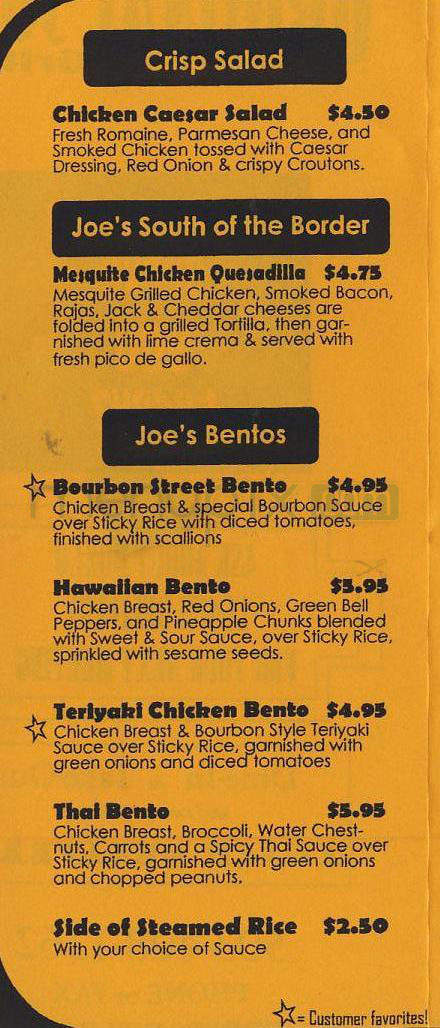 Crisp Salad
Chicken Caesar Salad $4.50
Fresh Romaine, Parmesan Cheese, and
Smoked Chicken tossed with Caesar
Dressing, Red Onion & crispy Croutons.
Joe's South of the Border
Mesquite Chicken Quesadilla $4.75
Mesquite Grilled Chicken, Smoked Bacon,
Rajas, Jack & Cheddar cheeses are
folded into a grilled Tortilla, then gar-
nished with lime crema & served with
fresh pico de gallo.
Joe's Bentos
Bourbon Street Bento $4.95
Chicken Breast & special Bourbon Sauce
over Sticky Rice with diced tomatoes,
finished with scallions
Hawaiian Bento $5.95
Chicken Breast, Red Onions, Green Bell
Peppers, and Pineapple Chunks blended
with Sweet & Sour Sauce, over Sticky Rice,
sprinkled with sesame seeds.
Teriyaki Chicken Bento $4.95
Chicken Breast & Bourbon Style Teriyaki
Sauce over Sticky Rice, garnished with
green onions and diced tomatoes
Thai Bento $5.95
Chicken Breast, Broccoli, Water Chest-
nuts, Carrots and a Spicy Thai Sauce over
Sticky Rice, garnished with green onions
and chopped peanuts.
Side of Steamed Rice $2.50
With your choice of Sauce
☆= Customer favorites!